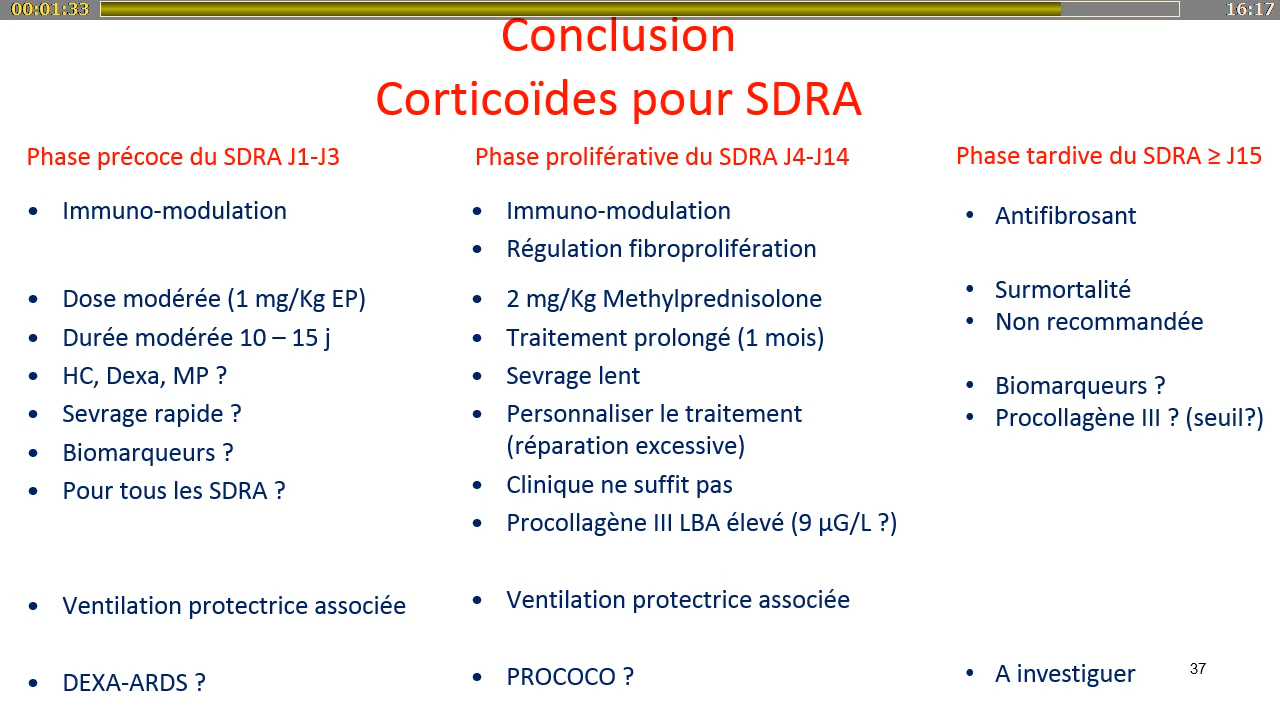 00:01:33
16:17
Conclusion
Corticoïdes pour SDRA
Phase précoce du SDRA J1-J3
• Immuno-modulation
• Dose modérée (1 mg/Kg EP)
• Durée modérée 10 – 15 j
• HC, Dexa, MP ?
• Sevrage rapide ?
• Biomarqueurs ?
• Pour tous les SDRA ?
• Ventilation protectrice associée
• DEXA-ARDS ?
Phase proliférative du SDRA J4-J14
• Immuno-modulation
• Régulation fibroprolifération
• 2 mg/Kg Methylprednisolone
• Traitement prolongé (1 mois)
• Sevrage lent
• Personnaliser le traitement
(réparation excessive)
• Clinique ne suffit pas
• Procollagène III LBA élevé (9 µG/L ?)
• Ventilation protectrice associée
• PROCOCO ?
Phase tardive du SDRA ≥ J15
• Antifibrosant
• Surmortalité
• Non recommandée
• Biomarqueurs ?
• Procollagène III ? (seuil?)
• A investiguer
37